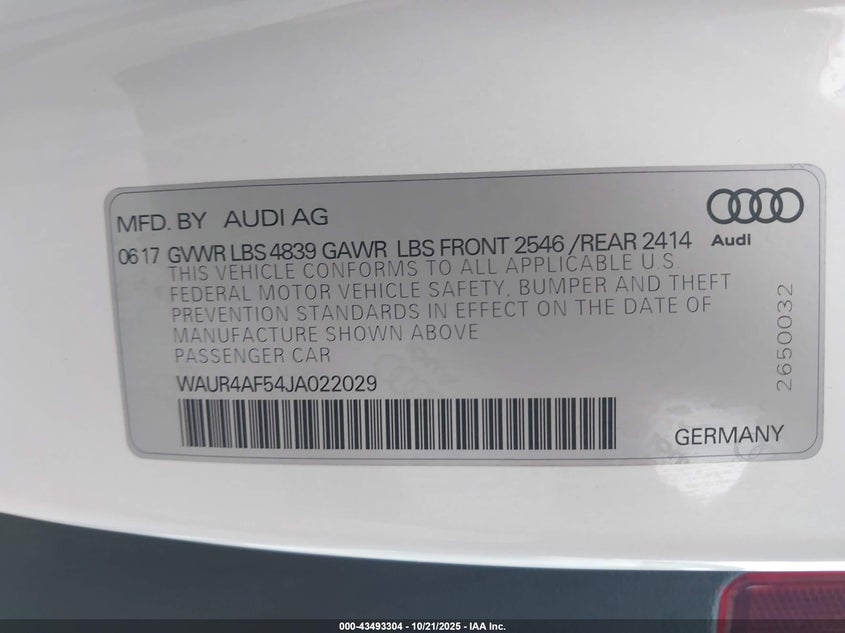 MFD. BY AUDI AG
Audi
06 17 GVWR LBS 4839 GAWR LBS FRONT 2546 /REAR 2414
THIS VEHICLE CONFORMS TO ALL APPLICABLE U.S.
FEDERAL MOTOR VEHICLE SAFETY, BUMPER AND THEFT
PREVENTION STANDARDS IN EFFECT ON THE DATE OF
MANUFACTURE SHOWN ABOVE
PASSENGER CAR
WAUR4AF54JA022029
2650032
GERMANY
000-43493304 | 10/21/2025 - IAA Inc.